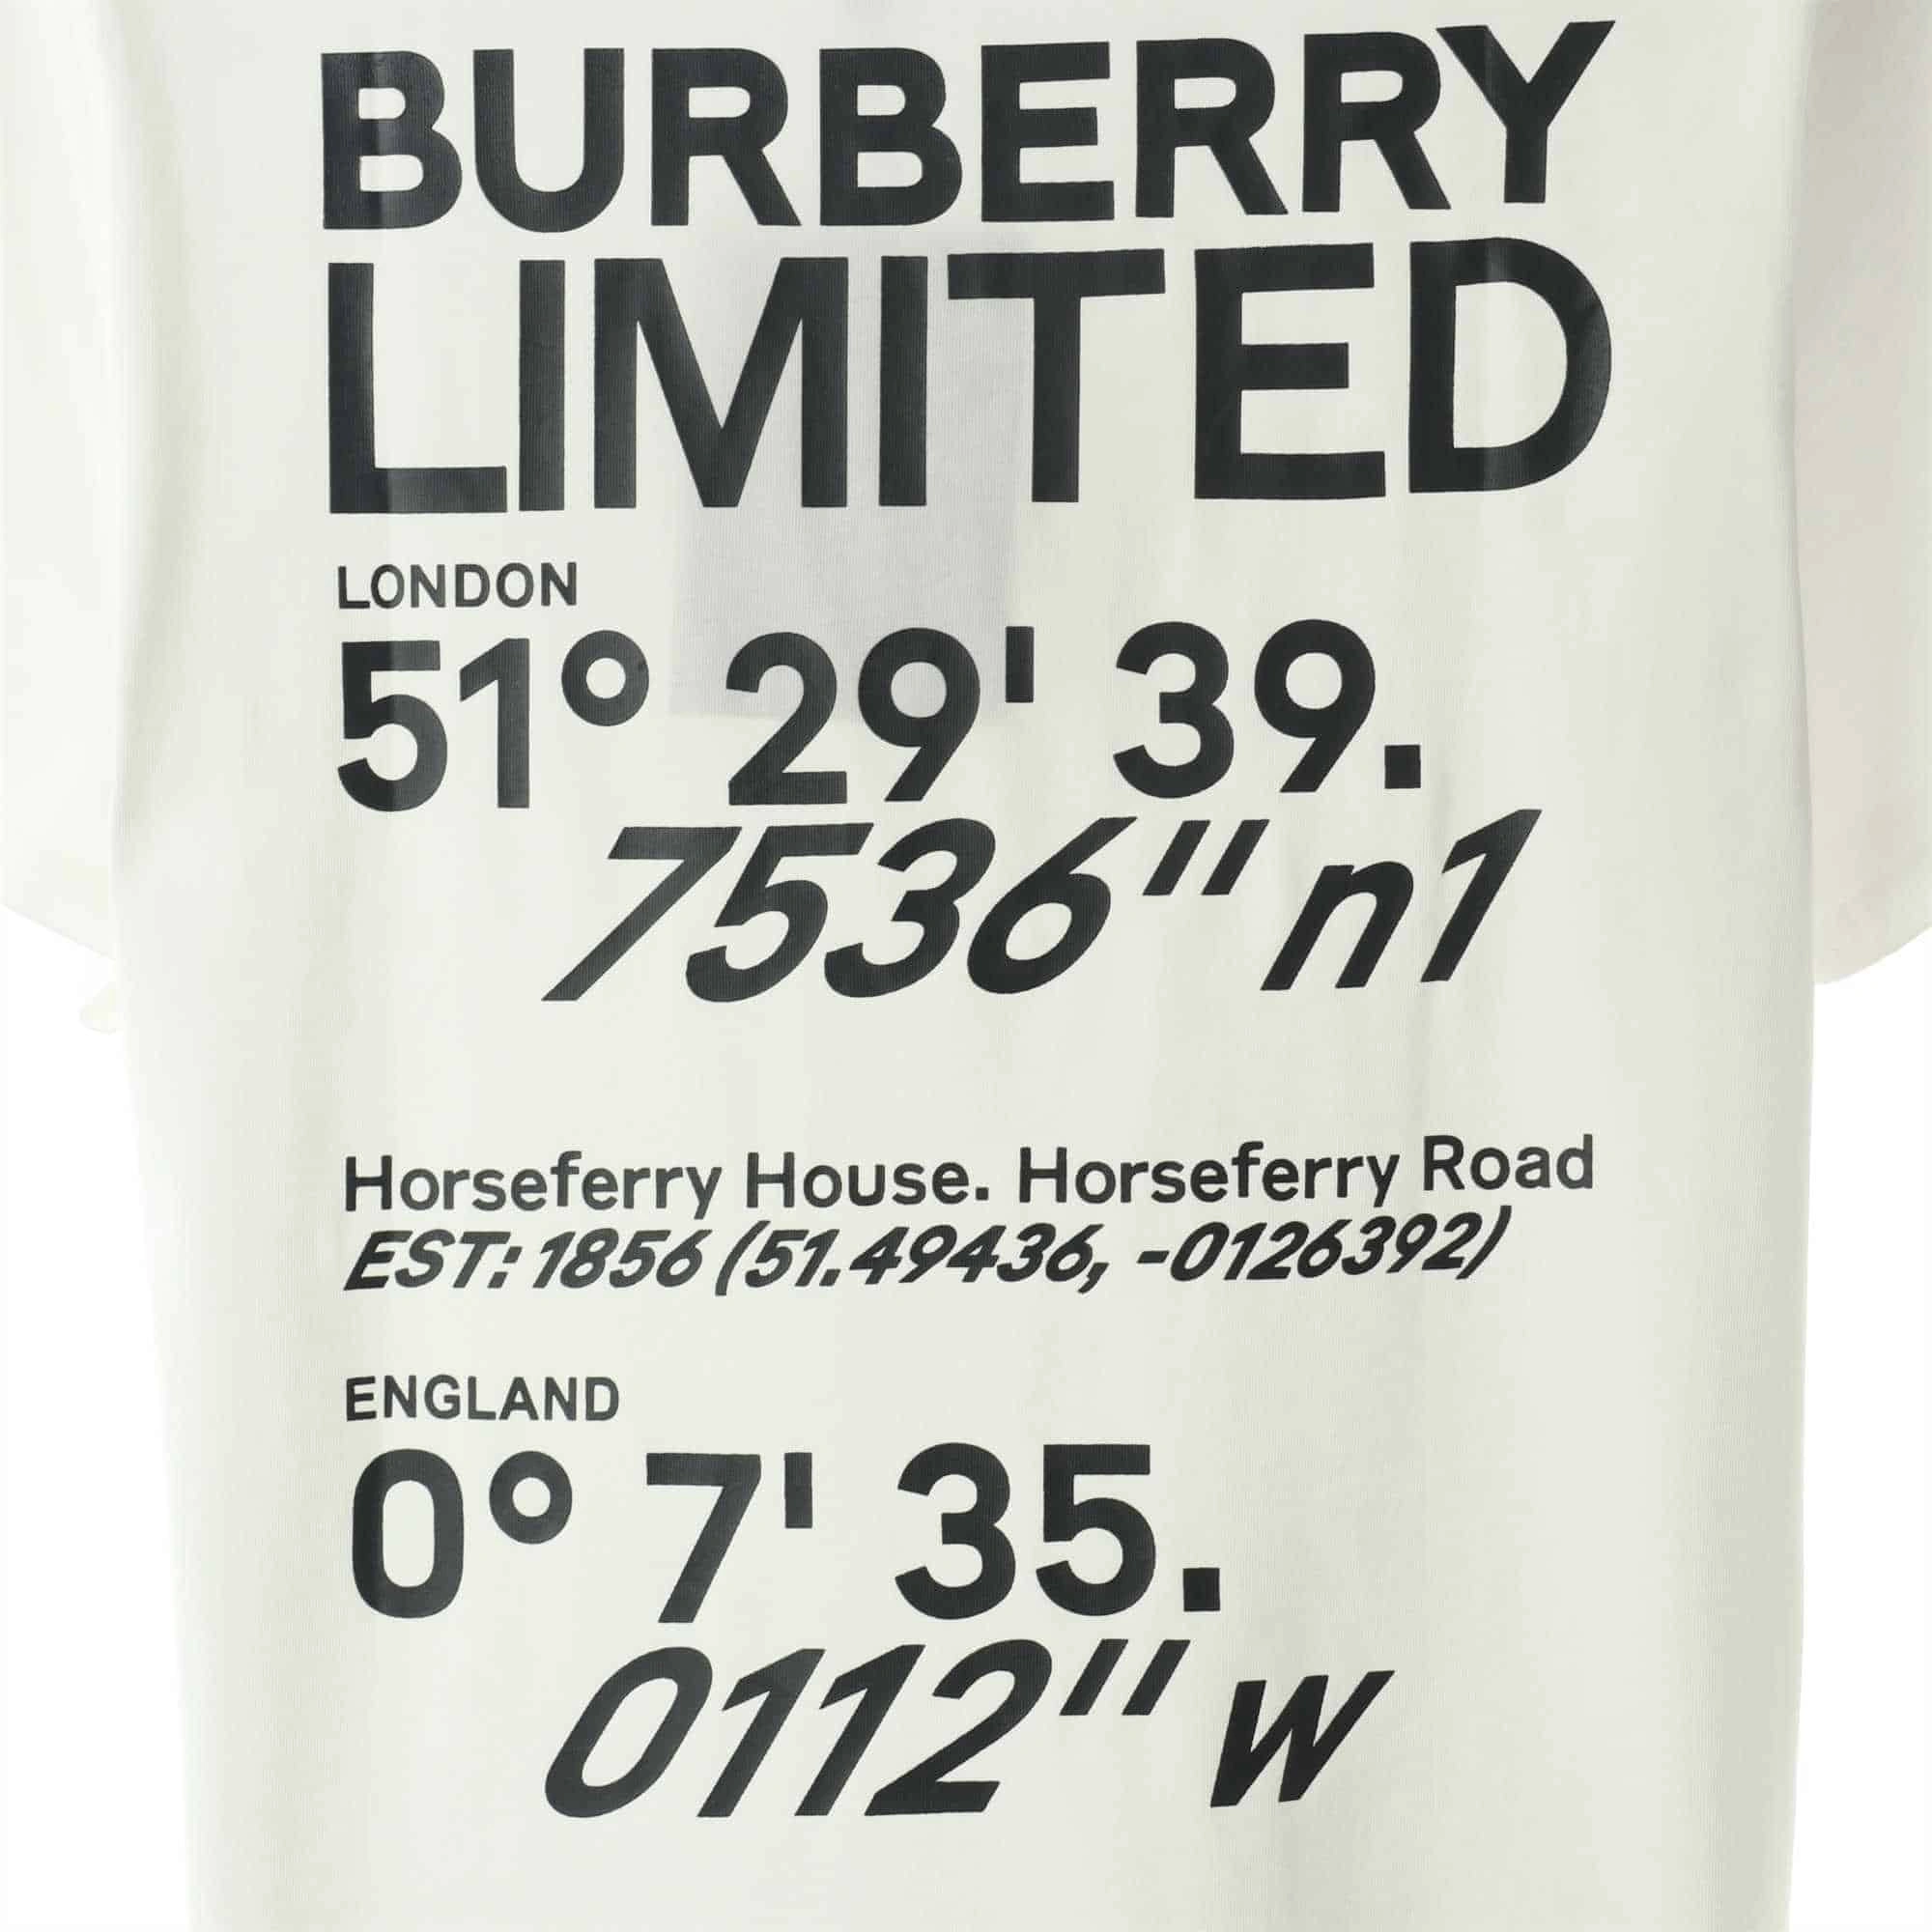 BURBERRY
LIMITED
LONDON
51° 29' 39.
7536" n1
Horseferry House. Horseferry Road
EST: 1856 (51.49436, -0126392)
ENGLAND
0° 7' 35.
0112" w